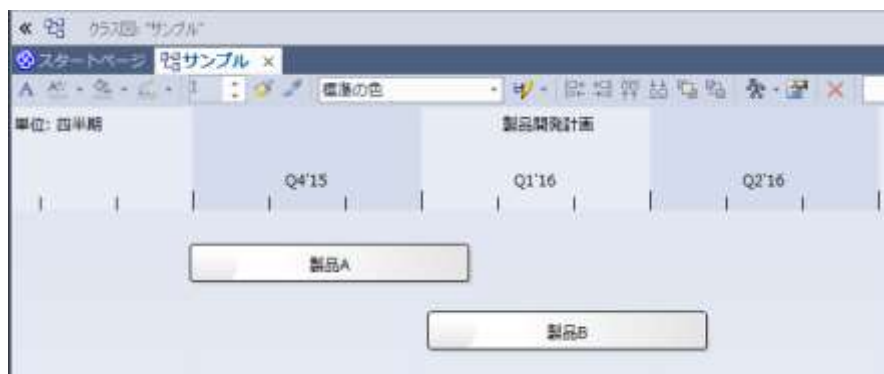 クラス図: "サンプル"
スタートページ サンプル ×
A 1 標準の色
単位: 四半期 製品開発計画
Q4'15 Q1'16 Q2'16
製品A
製品B